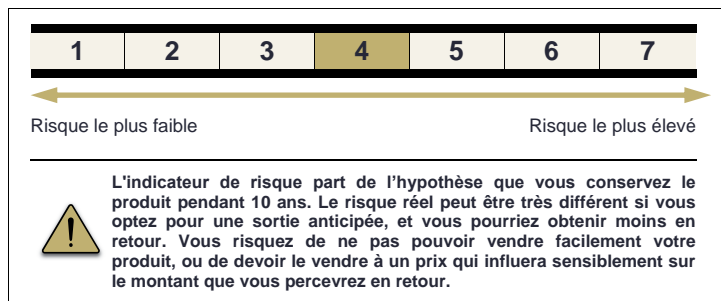 1 2 3 4 5 6 7
Risque le plus faible Risque le plus élevé
L'indicateur de risque part de l’hypothèse que vous conservez le
produit pendant 10 ans. Le risque réel peut être très différent si vous
optez pour une sortie anticipée, et vous pourriez obtenir moins en
retour. Vous risquez de ne pas pouvoir vendre facilement votre
produit, ou de devoir le vendre à un prix qui influera sensiblement sur
le montant que vous percevrez en retour.